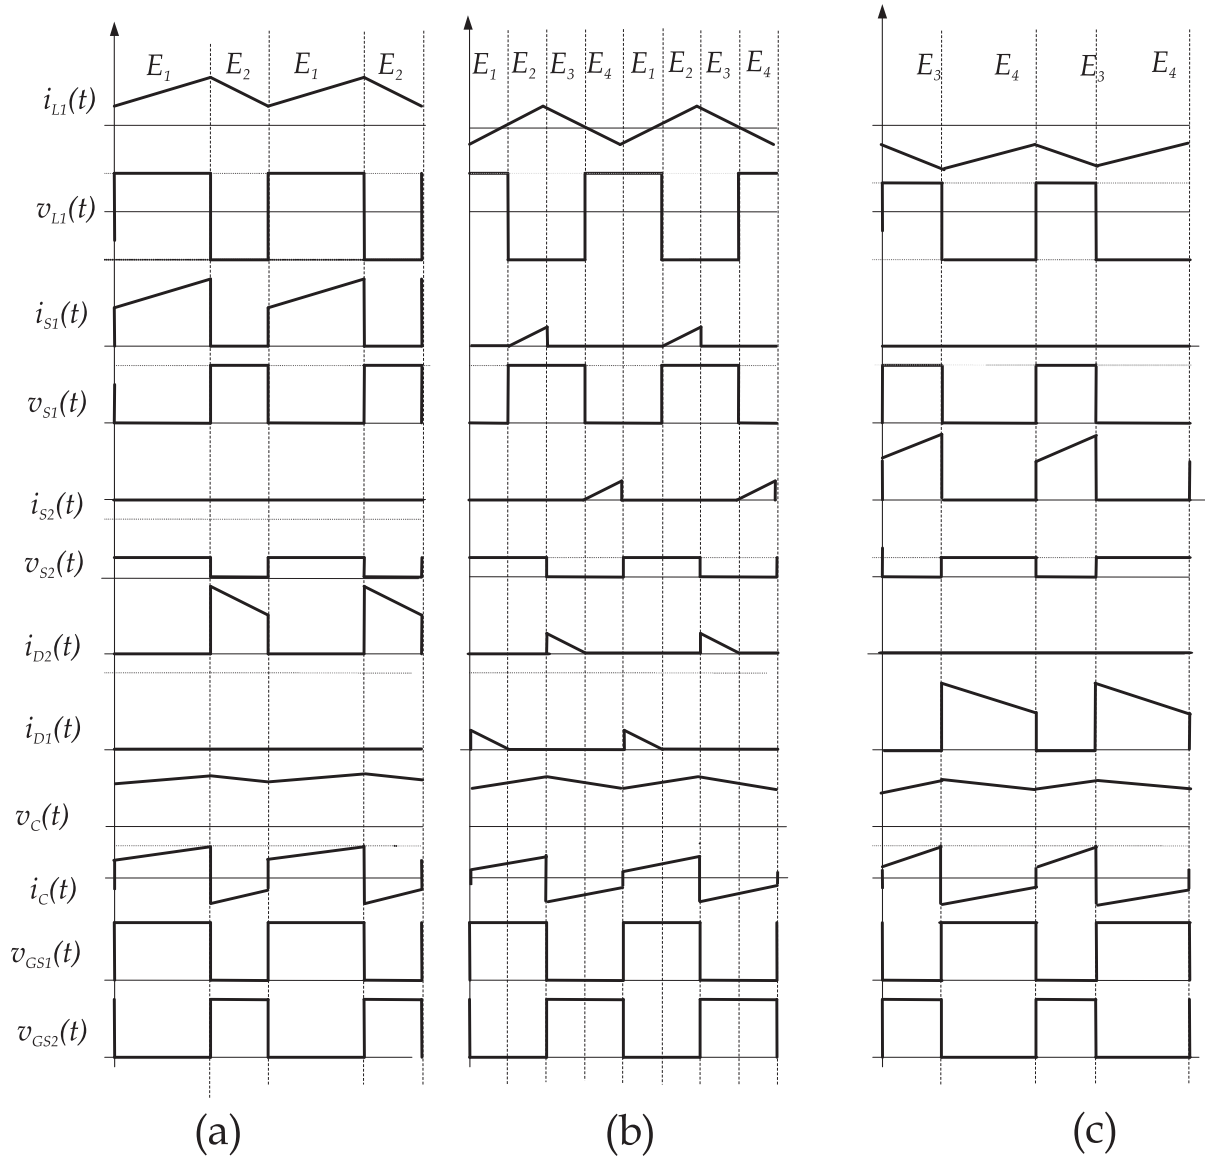 E1 E2 E1 E2
E1 E2 E3 E4 E1 E2 E3 E4
E3 E4 E3 E4
iL1(t)
vL1(t)
iS1(t)
vS1(t)
iS2(t)
vS2(t)
iD2(t)
iD1(t)
vC(t)
iC(t)
vGS1(t)
vGS2(t)
(a) (b) (c)